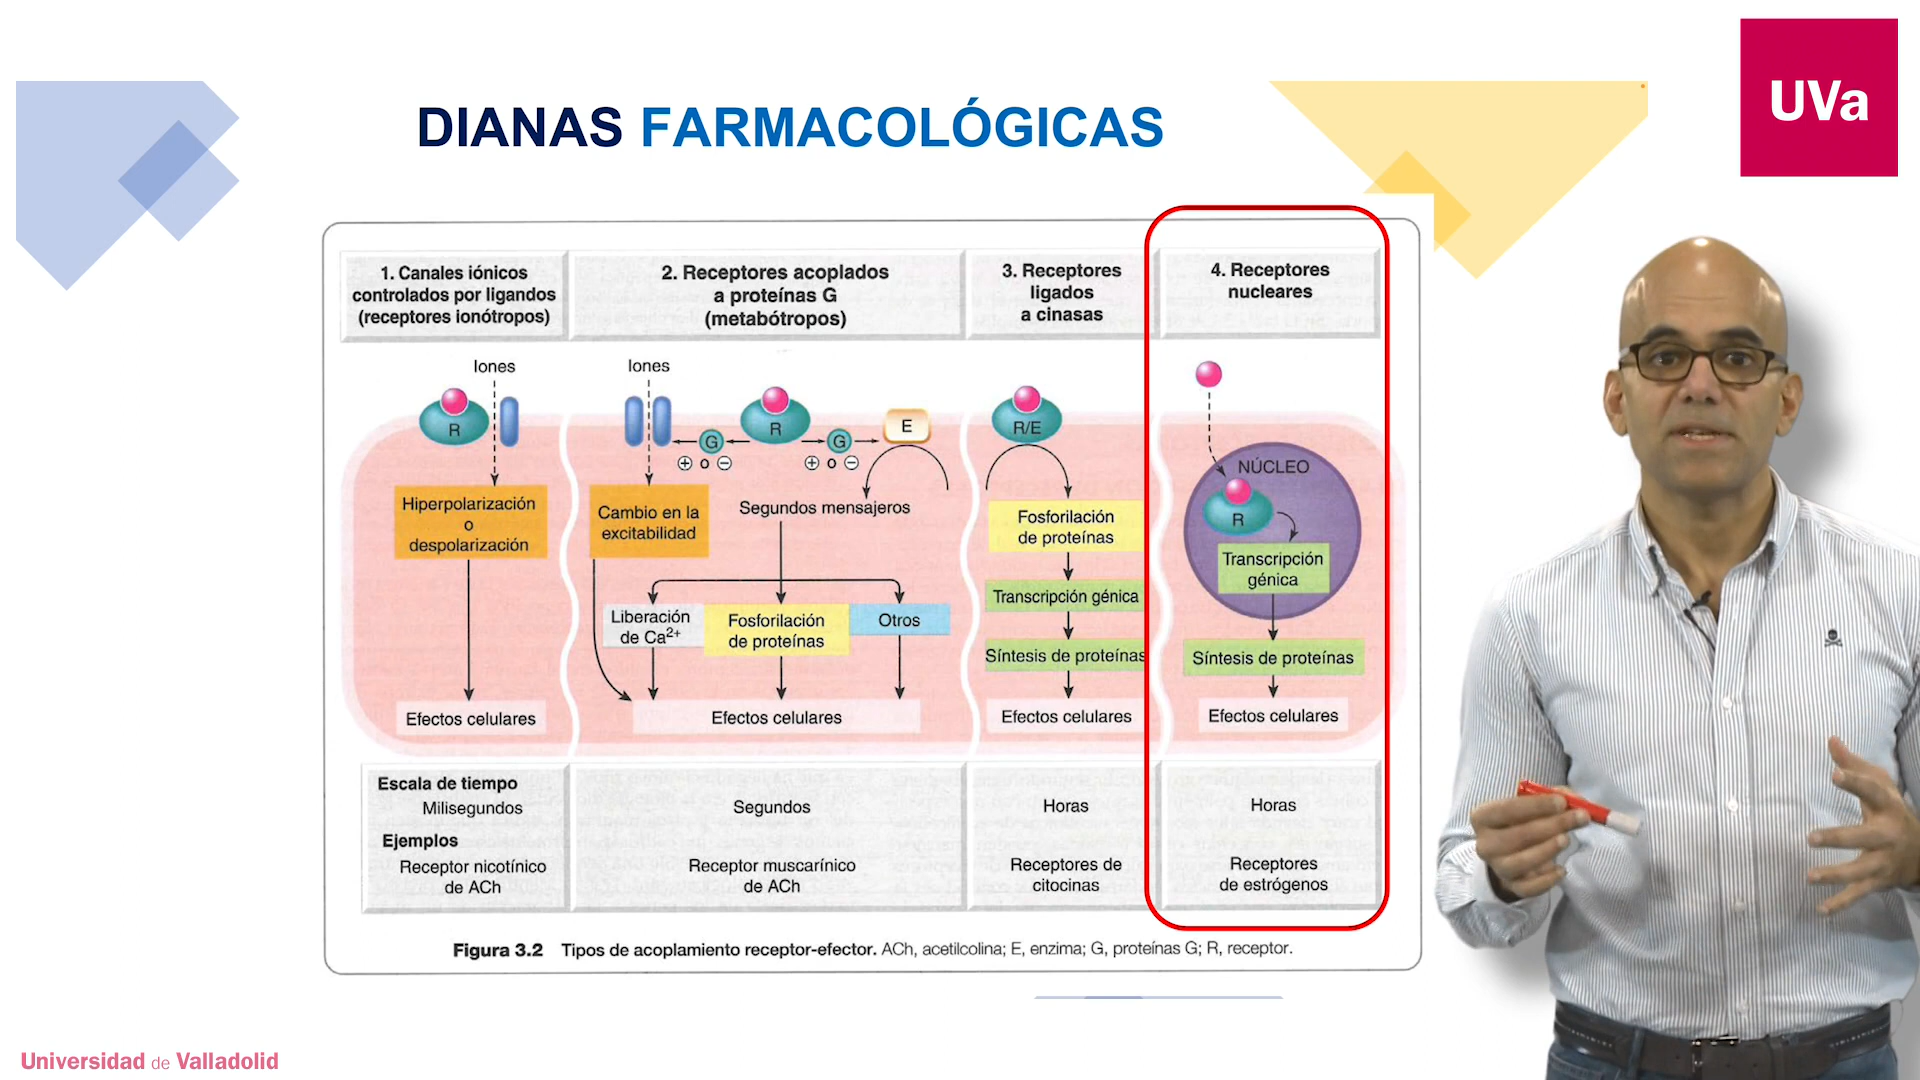 UVa
DIANAS FARMACOLÓGICAS
1. Canales iónicos
controlados por ligandos
(receptores ionótropos)
2. Receptores acoplados
a proteínas G
(metabótropos)
3. Receptores
ligados
a cinasas
4. Receptores
nucleares
Iones
R
Hiperpolarización
o
despolarización
Efectos celulares
Iones
G
R
G
E
+ o −
+ o −
Cambio en la
excitabilidad
Segundos mensajeros
Liberación
de Ca2+
Fosforilación
de proteínas
Otros
Efectos celulares
R/E
Fosforilación
de proteínas
Transcripción génica
Síntesis de proteínas
Efectos celulares
NÚCLEO
R
Transcripción
génica
Síntesis de proteínas
Efectos celulares
Escala de tiempo
Milisegundos
Segundos
Horas
Horas
Ejemplos
Receptor nicotínico
de ACh
Receptor muscarínico
de ACh
Receptores de
citocinas
Receptores
de estrógenos
Figura 3.2 Tipos de acoplamiento receptor-efector. ACh, acetilcolina; E, enzima; G, proteínas G; R, receptor.
Universidad de Valladolid